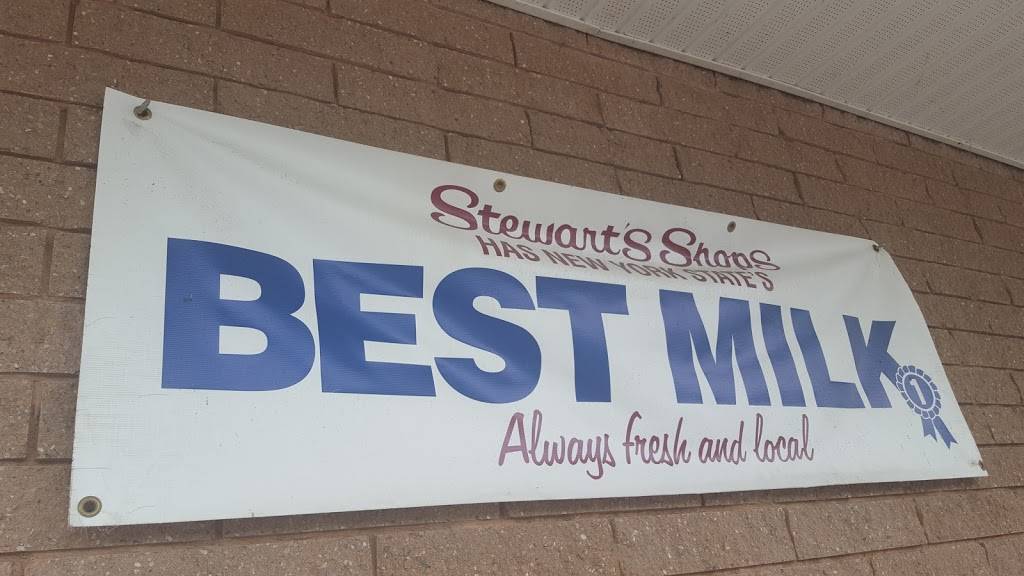 Stewart's Shops
HAS NEW YORK STATE'S
BEST MILK
1
Always fresh and local